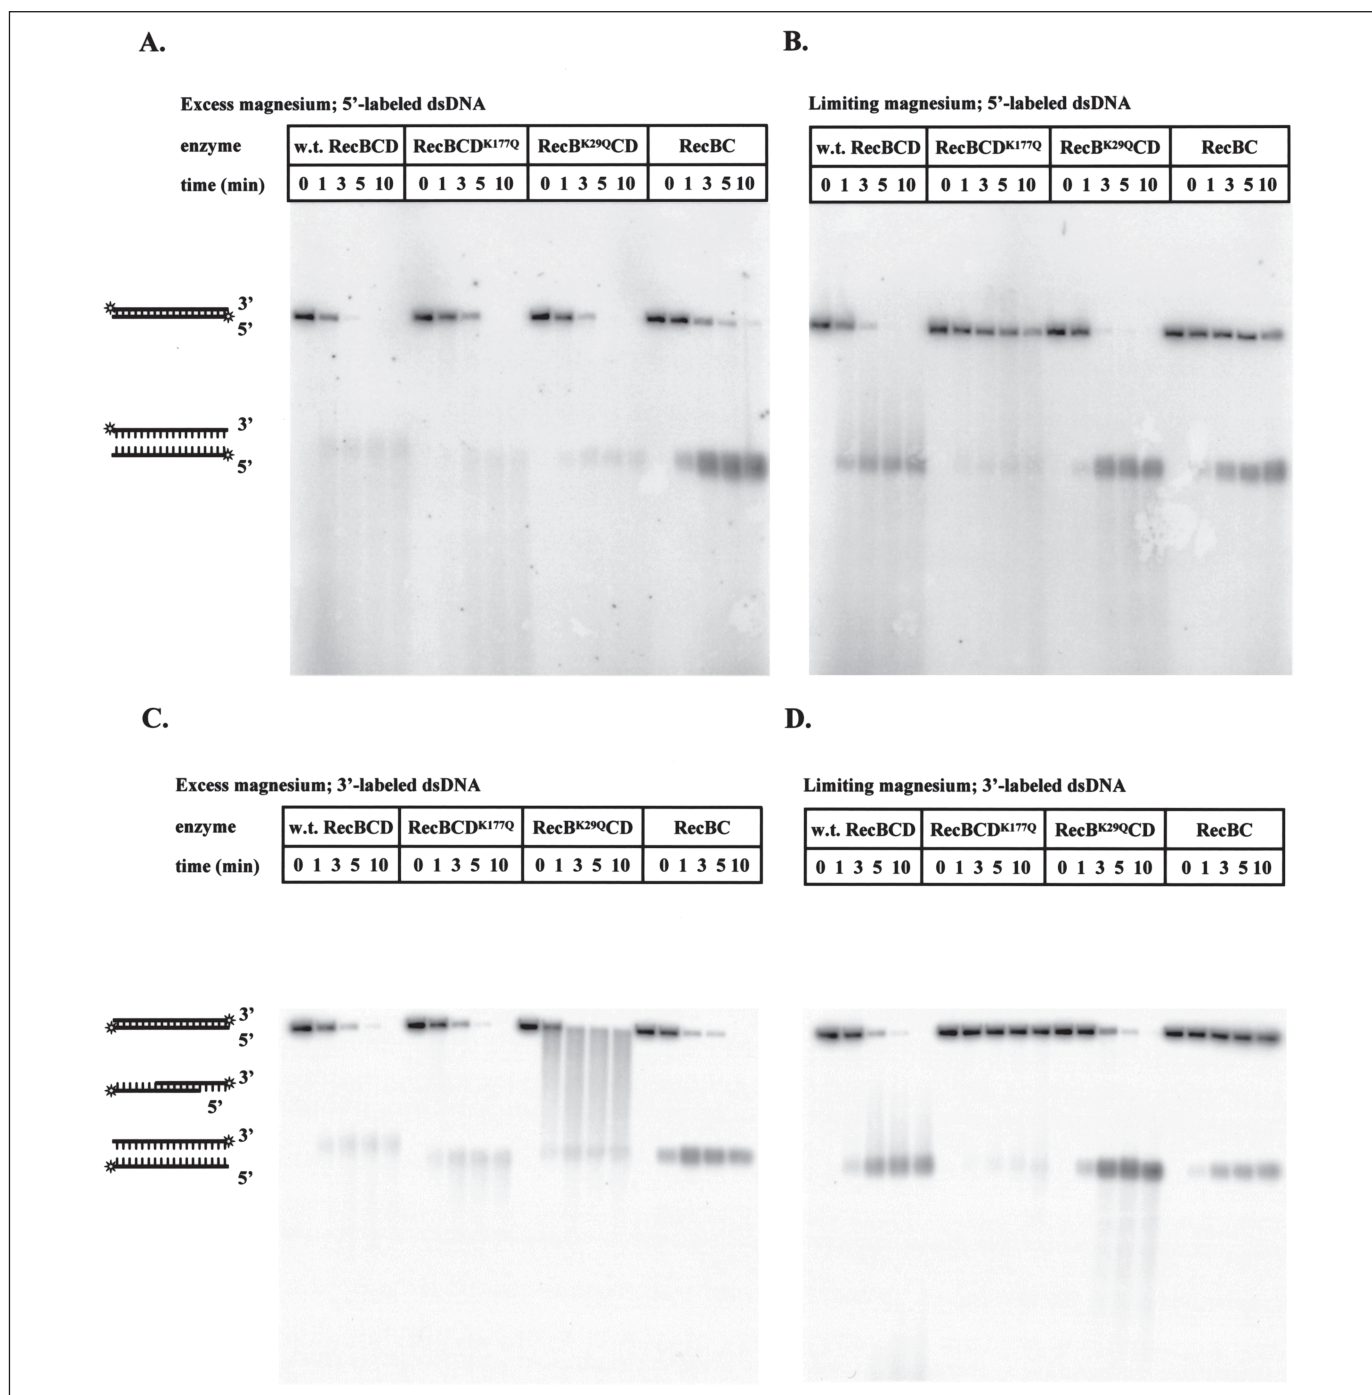 A.
Excess magnesium; 5’-labeled dsDNA
enzyme w.t. RecBCD RecBCDK177Q RecBK29QCD RecBC
time (min) 0 1 3 5 10 0 1 3 5 10 0 1 3 5 10 0 1 3 5 10
3’
5’
3’
5’
B.
Limiting magnesium; 5’-labeled dsDNA
w.t. RecBCD RecBCDK177Q RecBK29QCD RecBC
0 1 3 5 10 0 1 3 5 10 0 1 3 5 10 0 1 3 5 10
C.
Excess magnesium; 3’-labeled dsDNA
enzyme w.t. RecBCD RecBCDK177Q RecBK29QCD RecBC
time (min) 0 1 3 5 10 0 1 3 5 10 0 1 3 5 10 0 1 3 5 10
3’
5’
3’
5’
3’
5’
D.
Limiting magnesium; 3’-labeled dsDNA
w.t. RecBCD RecBCDK177Q RecBK29QCD RecBC
0 1 3 5 10 0 1 3 5 10 0 1 3 5 10 0 1 3 5 10